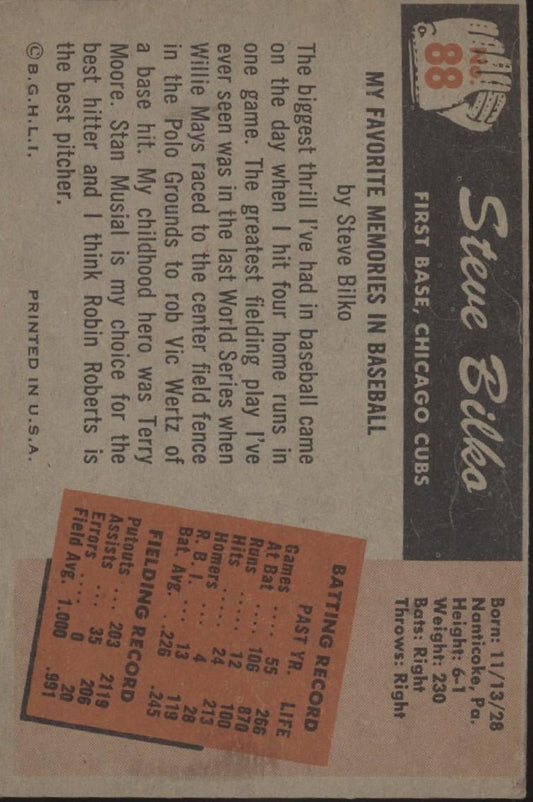 No.
88
Steve Bilko
FIRST BASE, CHICAGO CUBS
Born: 11/13/28
Nanticoke, Pa.
Height: 6-1
Weight: 230
Bats: Right
Throws: Right
MY FAVORITE MEMORIES IN BASEBALL
by Steve Bilko
The biggest thrill I've had in baseball came
on the day when I hit four home runs in
one game. The greatest fielding play I've
ever seen was in the last World Series when
Willie Mays raced to the center field fence
in the Polo Grounds to rob Vic Wertz of
a base hit. My childhood hero was Terry
Moore. Stan Musial is my choice for the
best hitter and I think Robin Roberts is
the best pitcher.
BATTING RECORD
PAST YR. LIFE
Games .... 55 266
At Bat .... 106 870
Runs .... 12 100
Hits .... 24 213
Homers .... 4 28
R. B. I. .... 13 119
Bat. Avg. ... .226 .245
FIELDING RECORD
Putouts .... 203 2119
Assists .... 35 206
Errors .... 0 20
Field Avg. 1.000 .991
© B.G.H.L.I. PRINTED IN U.S.A.